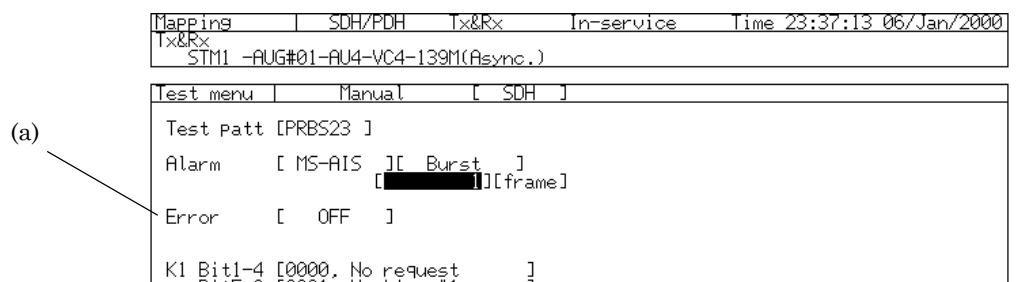 Mapping | SDH/PDH Tx&Rx In-service Time 23:37:13 06/Jan/2000
Tx&Rx
STM1 -AUG#01-AU4-VC4-139M(Async.)
Test menu | Manual [ SDH ]
(a)
Test patt [PRBS23 ]
Alarm [ MS-AIS ][ Burst ]
[ 1][frame]
Error [ OFF ]
K1 Bit1-4 [0000, No request ]